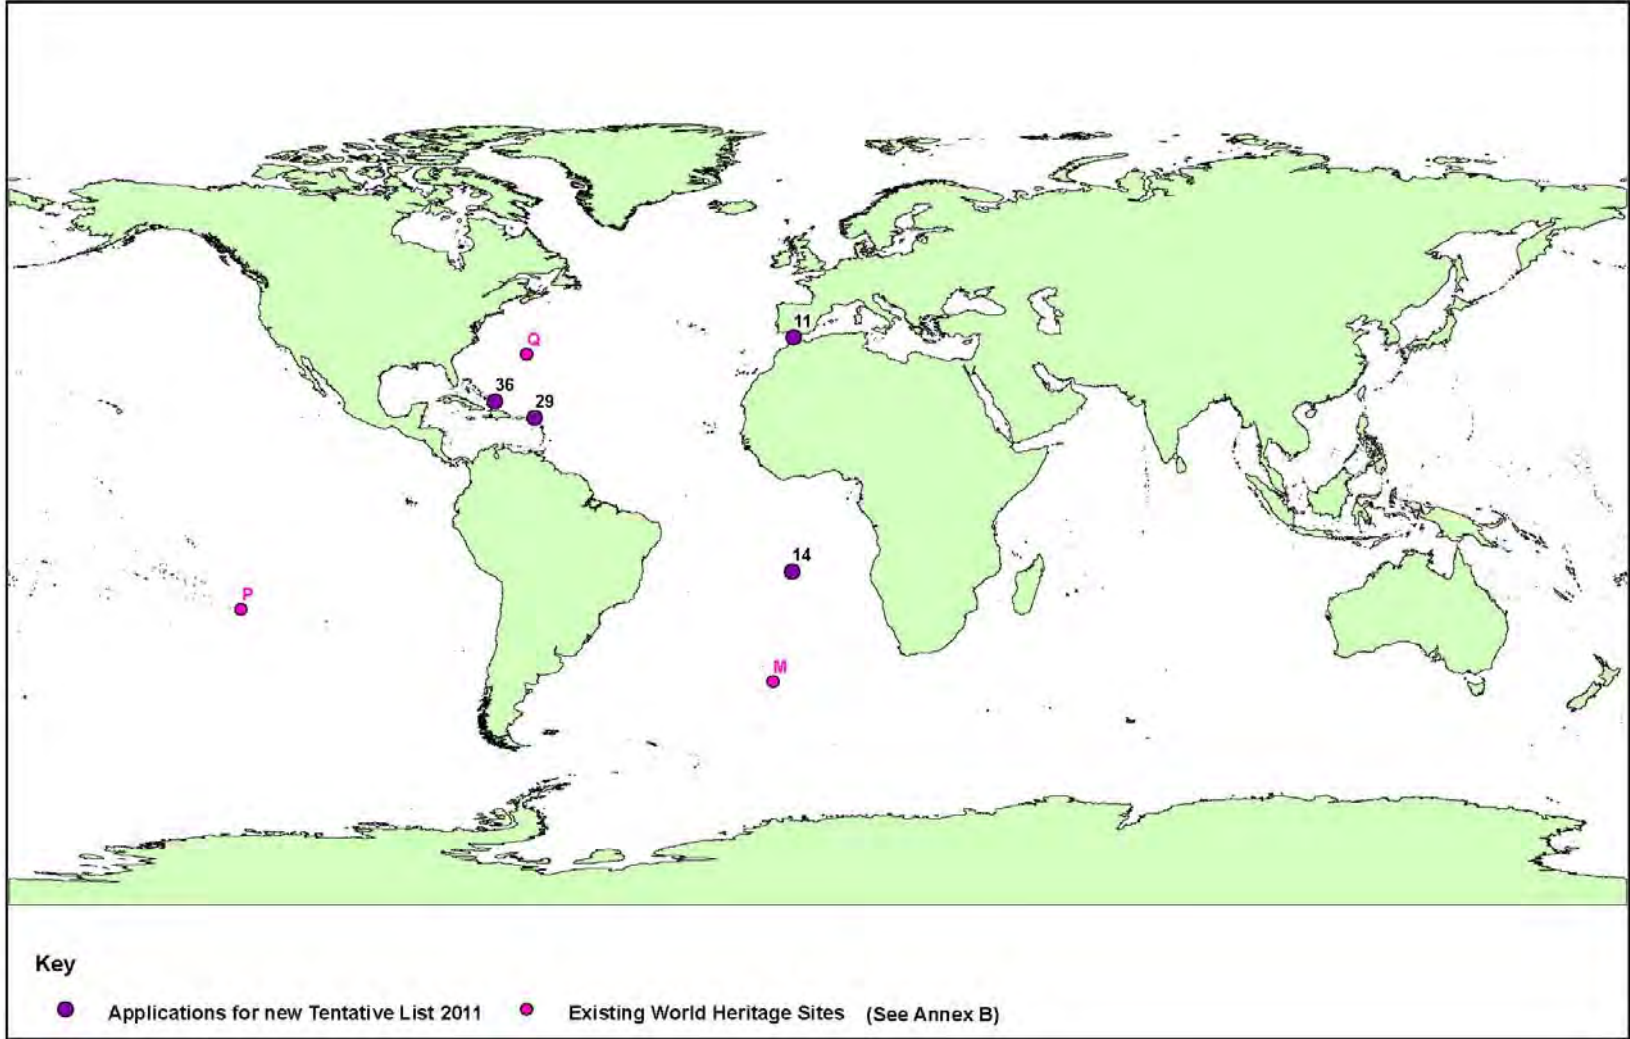 11
Q
36
29
14
P
M
Key
Applications for new Tentative List 2011 Existing World Heritage Sites (See Annex B)